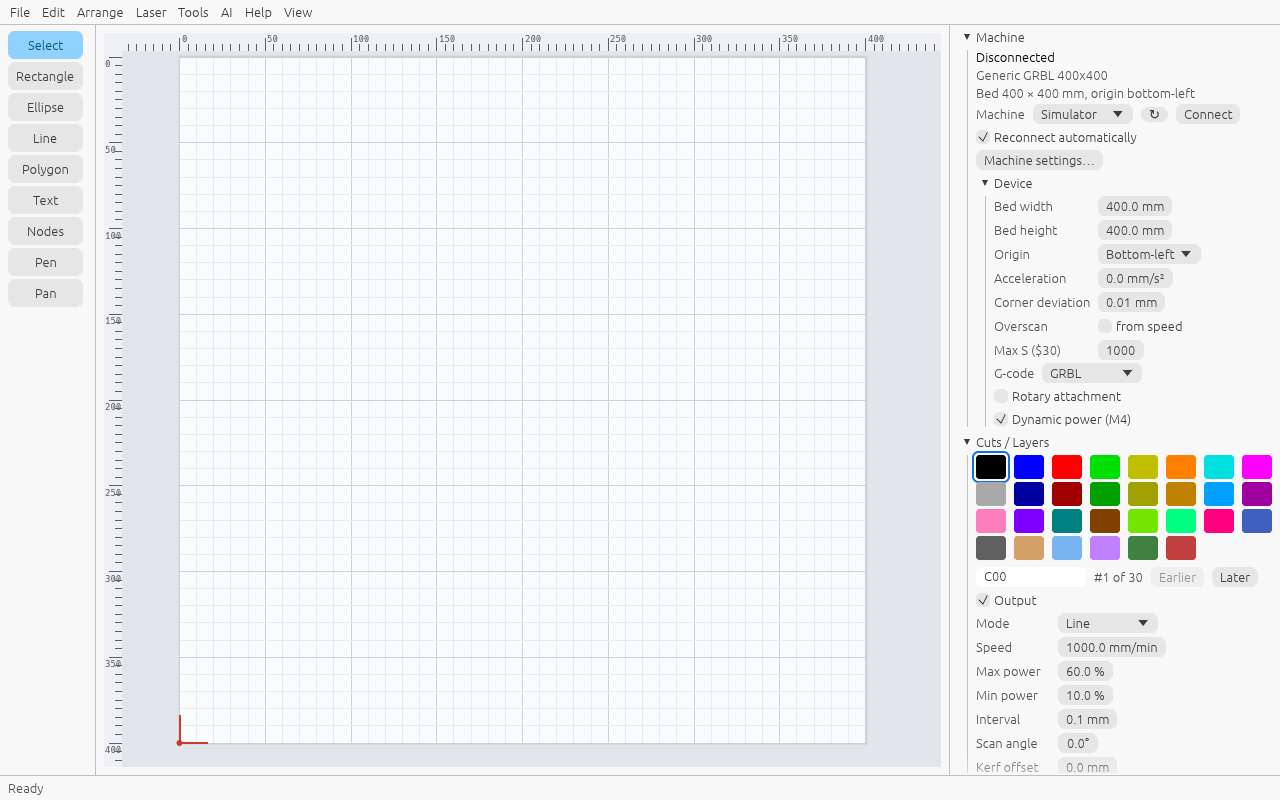 File Edit Arrange Laser Tools AI Help View
Select
Rectangle
Ellipse
Line
Polygon
Text
Nodes
Pen
Pan
0 50 100 150 200 250 300 350 400
0
50
100
150
200
250
300
350
400
Machine
Disconnected
Generic GRBL 400x400
Bed 400 × 400 mm, origin bottom-left
Machine Simulator ↻ Connect
Reconnect automatically
Machine settings...
Device
Bed width 400.0 mm
Bed height 400.0 mm
Origin Bottom-left
Acceleration 0.0 mm/s²
Corner deviation 0.01 mm
Overscan from speed
Max S ($30) 1000
G-code GRBL
Rotary attachment
Dynamic power (M4)
Cuts / Layers
C00 #1 of 30 Earlier Later
Output
Mode Line
Speed 1000.0 mm/min
Max power 60.0 %
Min power 10.0 %
Interval 0.1 mm
Scan angle 0.0°
Kerf offset 0.0 mm
Ready